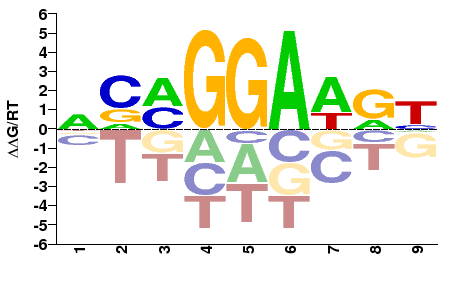 6
5
4
3
2
1
0
-1
-2
-3
-4
-5
-6
ΔΔG/RT
A C A G G A A G T
G C T A C
A
C T G A C C G C G
A C A G C T
T C T T
T T
1 2 3 4 5 6 7 8 9